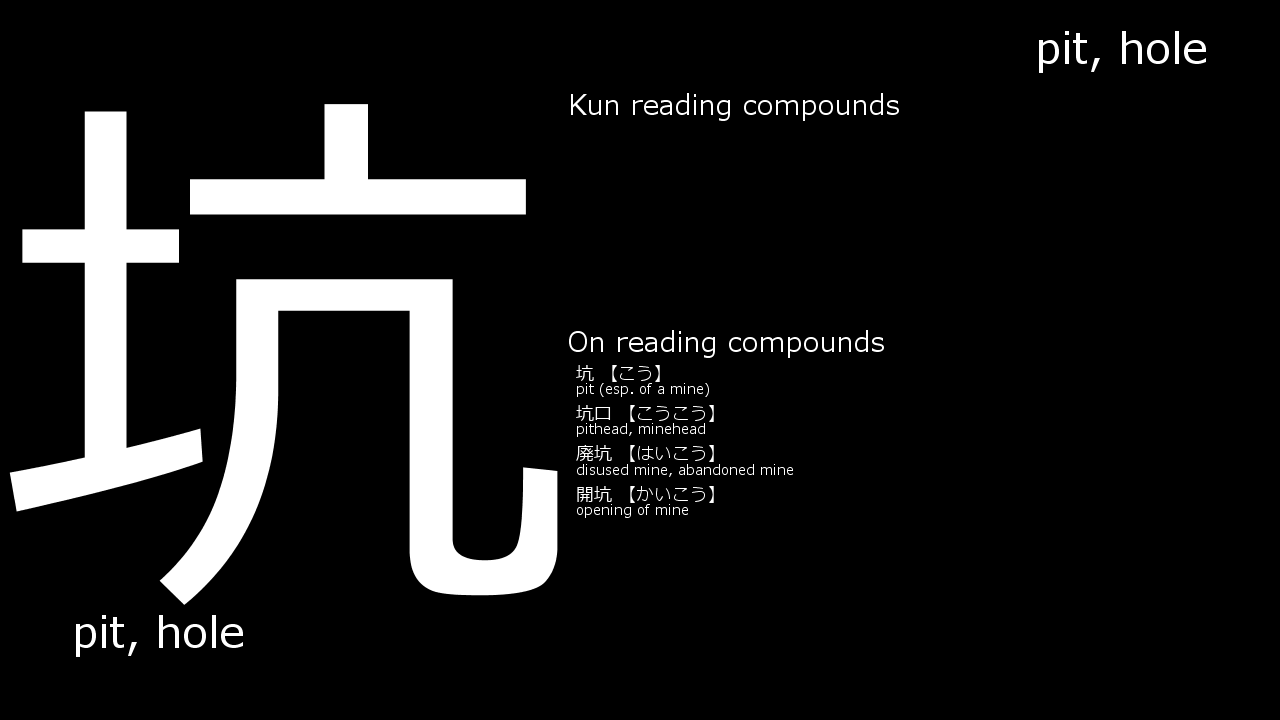 pit, hole
坑
Kun reading compounds
On reading compounds
坑 【こう】
pit (esp. of a mine)
坑口 【こうこう】
pithead, minehead
廃坑 【はいこう】
disused mine, abandoned mine
開坑 【かいこう】
opening of mine
pit, hole